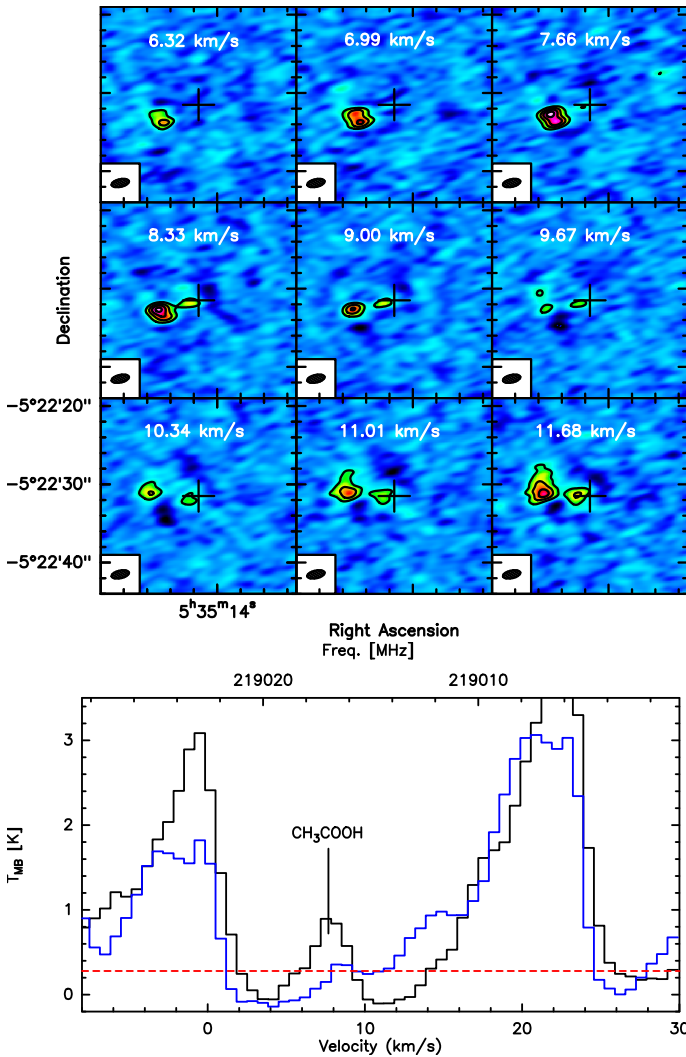 6.32 km/s 6.99 km/s 7.66 km/s
8.33 km/s 9.00 km/s 9.67 km/s
Declination
−5°22'20"
10.34 km/s 11.01 km/s 11.68 km/s
−5°22'30"
−5°22'40"
5ʰ35ᵐ14ˢ
Right Ascension
Freq. [MHz]
219020 219010
3
CH₃COOH
2
T_MB [K]
1
0
0 10 20 30
Velocity (km/s)